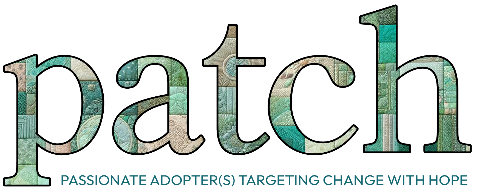 patch
PASSIONATE ADOPTER(S) TARGETING CHANGE WITH HOPE